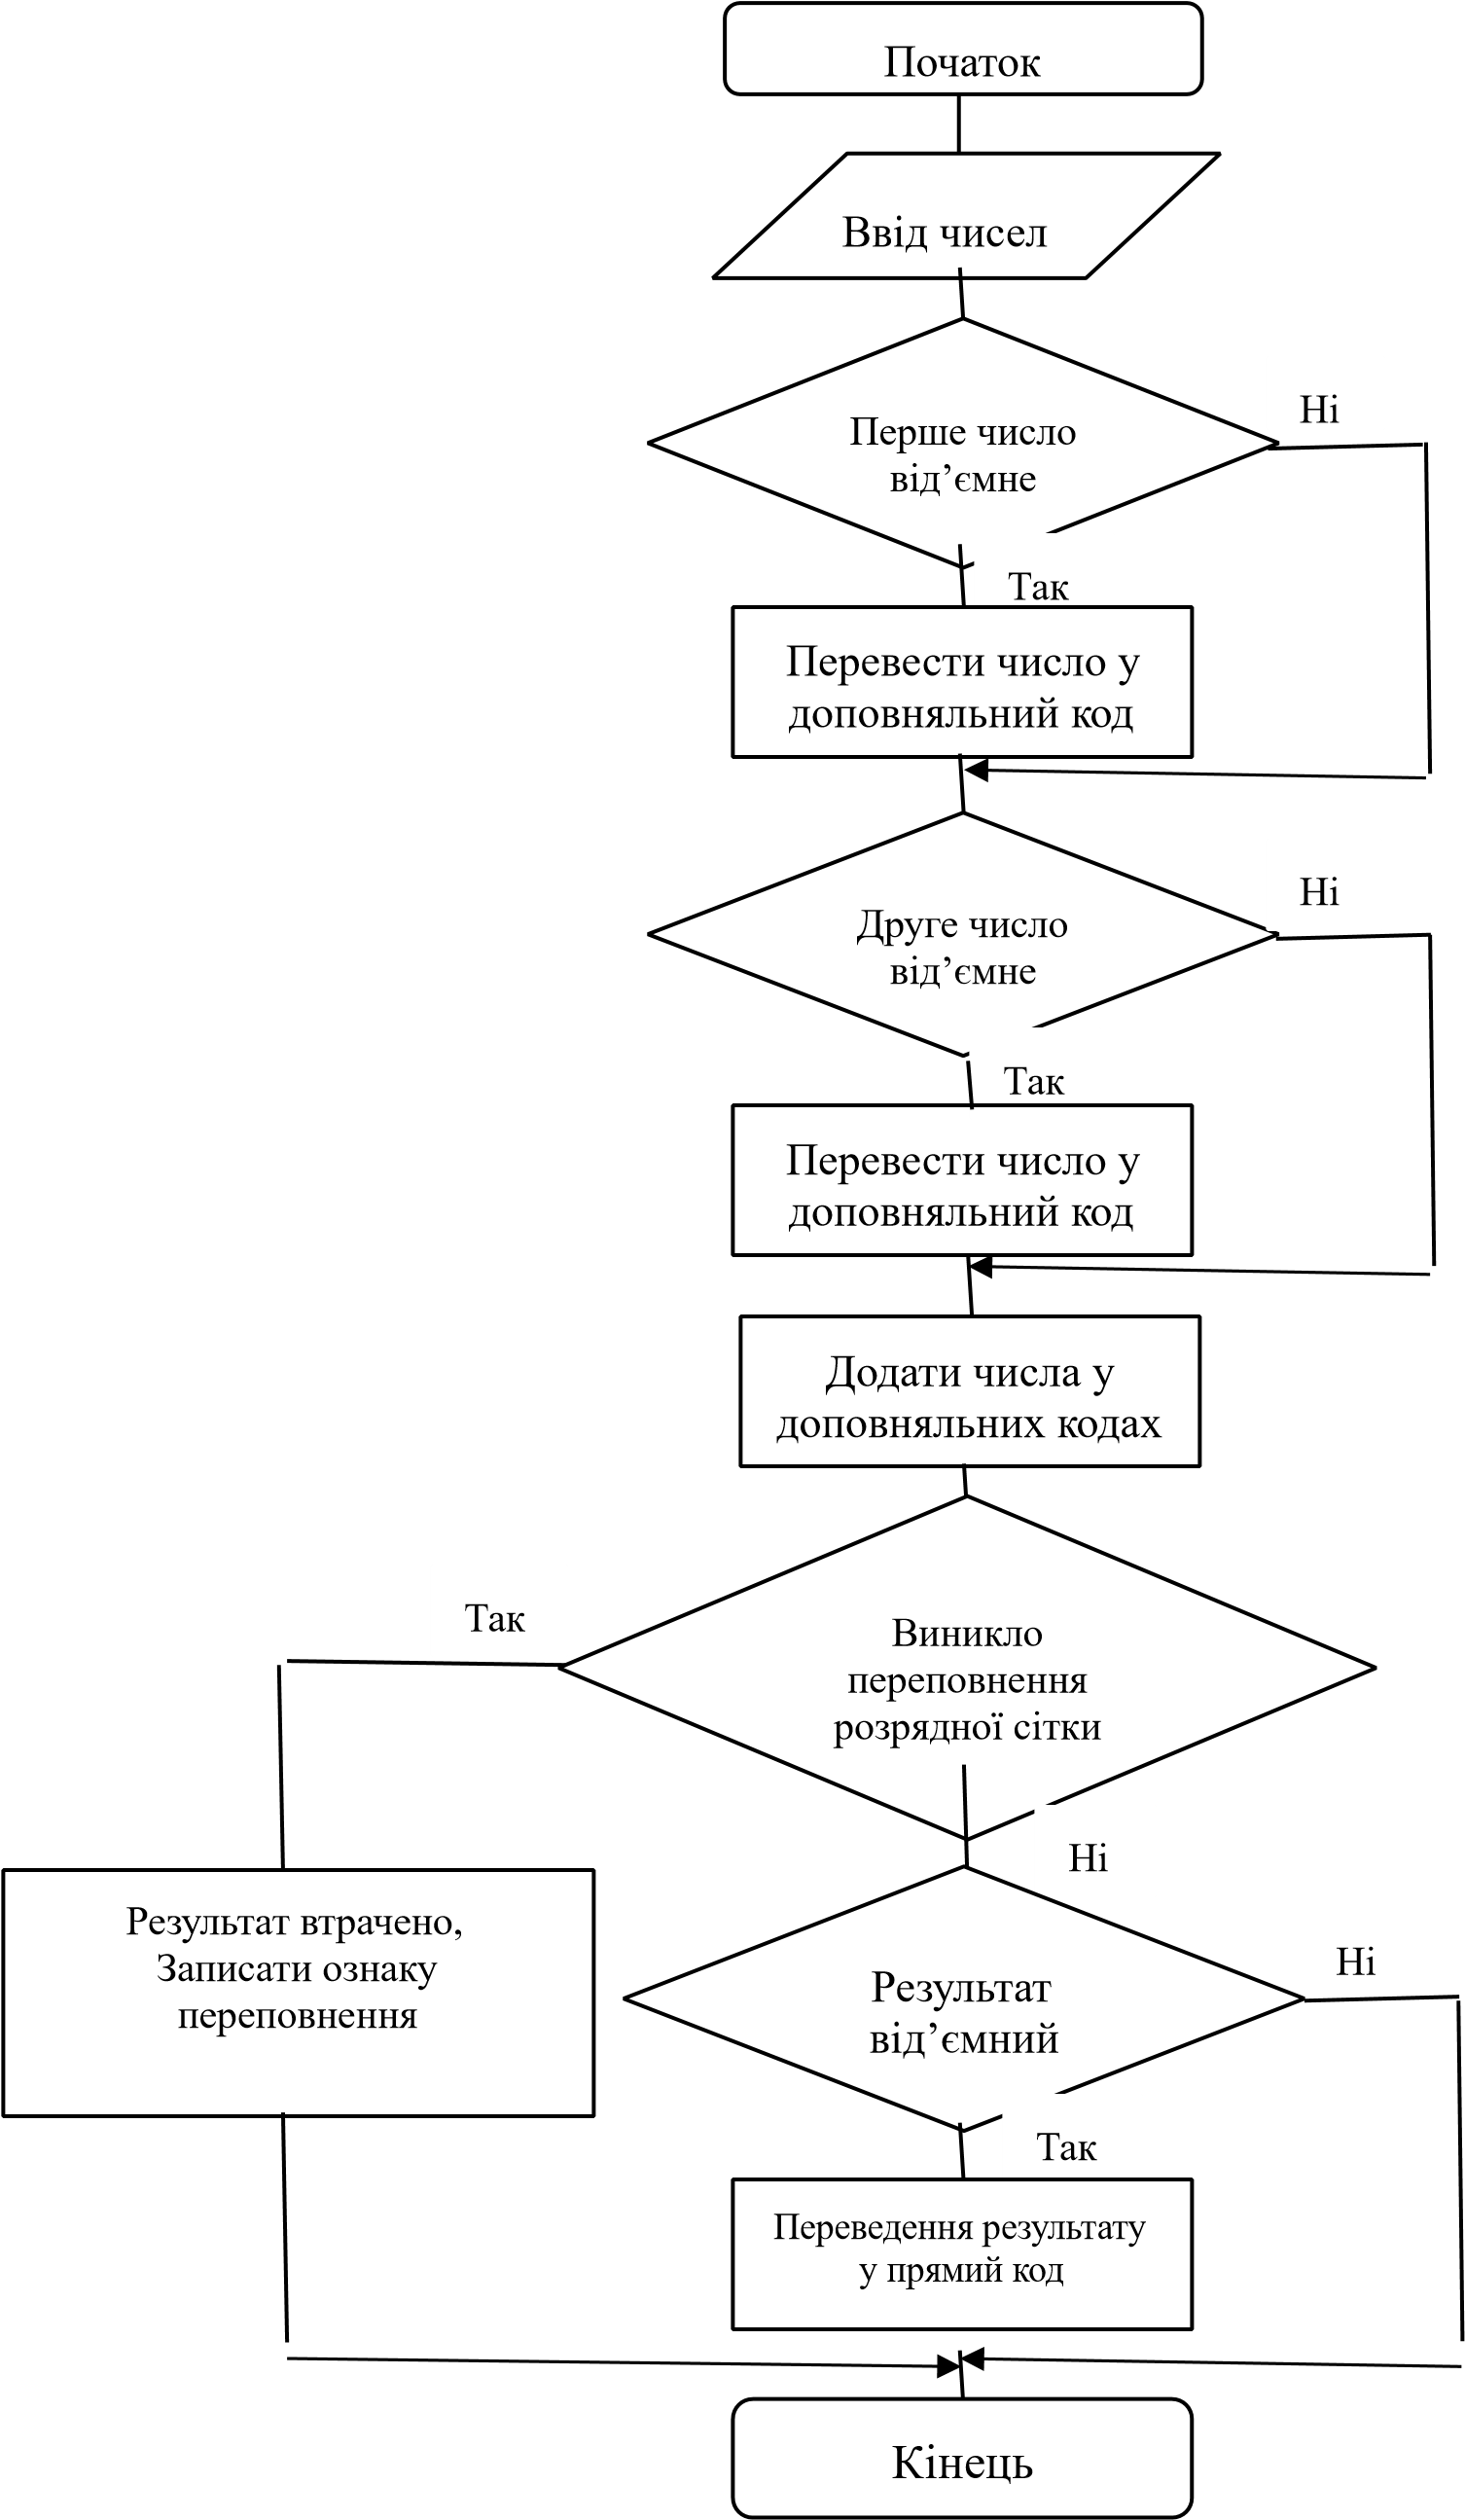 Початок
Ввід чисел
Ні
Перше число
від’ємне
Так
Перевести число у
доповняльний код
Ні
Друге число
від’ємне
Так
Перевести число у
доповняльний код
Додати числа у
доповняльних кодах
Так
Виникло
переповнення
розрядної сітки
Ні
Результат втрачено,
Записати ознаку
переповнення
Ні
Результат
від’ємний
Так
Переведення результату
у прямий код
Кінець